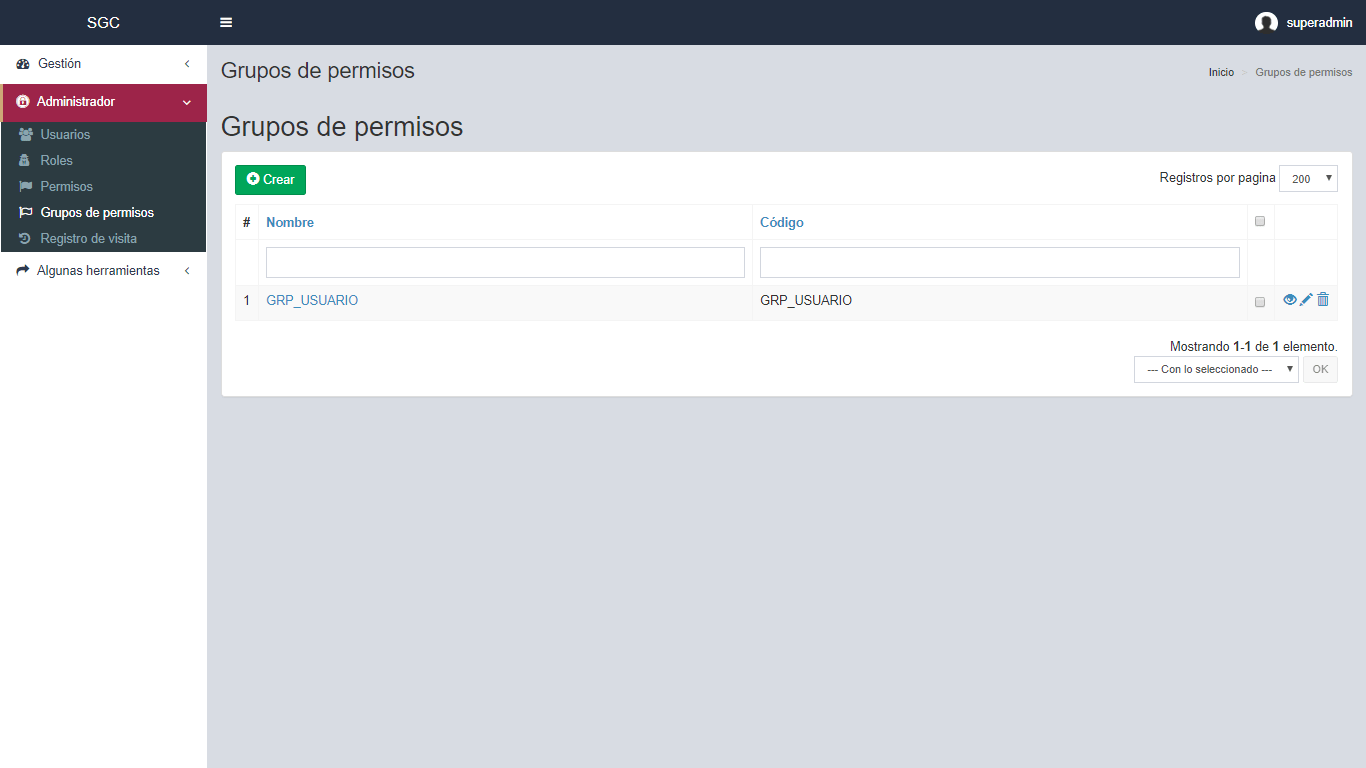 SGC
superadmin
Gestión
Administrador
Usuarios
Roles
Permisos
Grupos de permisos
Registro de visita
Algunas herramientas
Grupos de permisos
Inicio > Grupos de permisos
Grupos de permisos
Crear
Registros por pagina 200
# Nombre Código
1 GRP_USUARIO GRP_USUARIO
Mostrando 1-1 de 1 elemento.
--- Con lo seleccionado --- OK